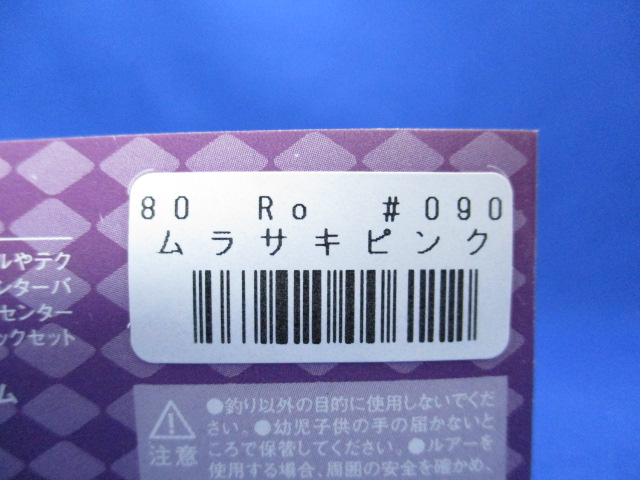 80 Ro #090
ムラサキピンク
ルやテク
ンターバ
センター
ックセット
ム
注意
●釣り以外の目的に使用しないでくだ
さい。●幼児子供の手の届かないと
ころで保管してください。●ルアーを
使用する場合、周囲の安全を確かめ、